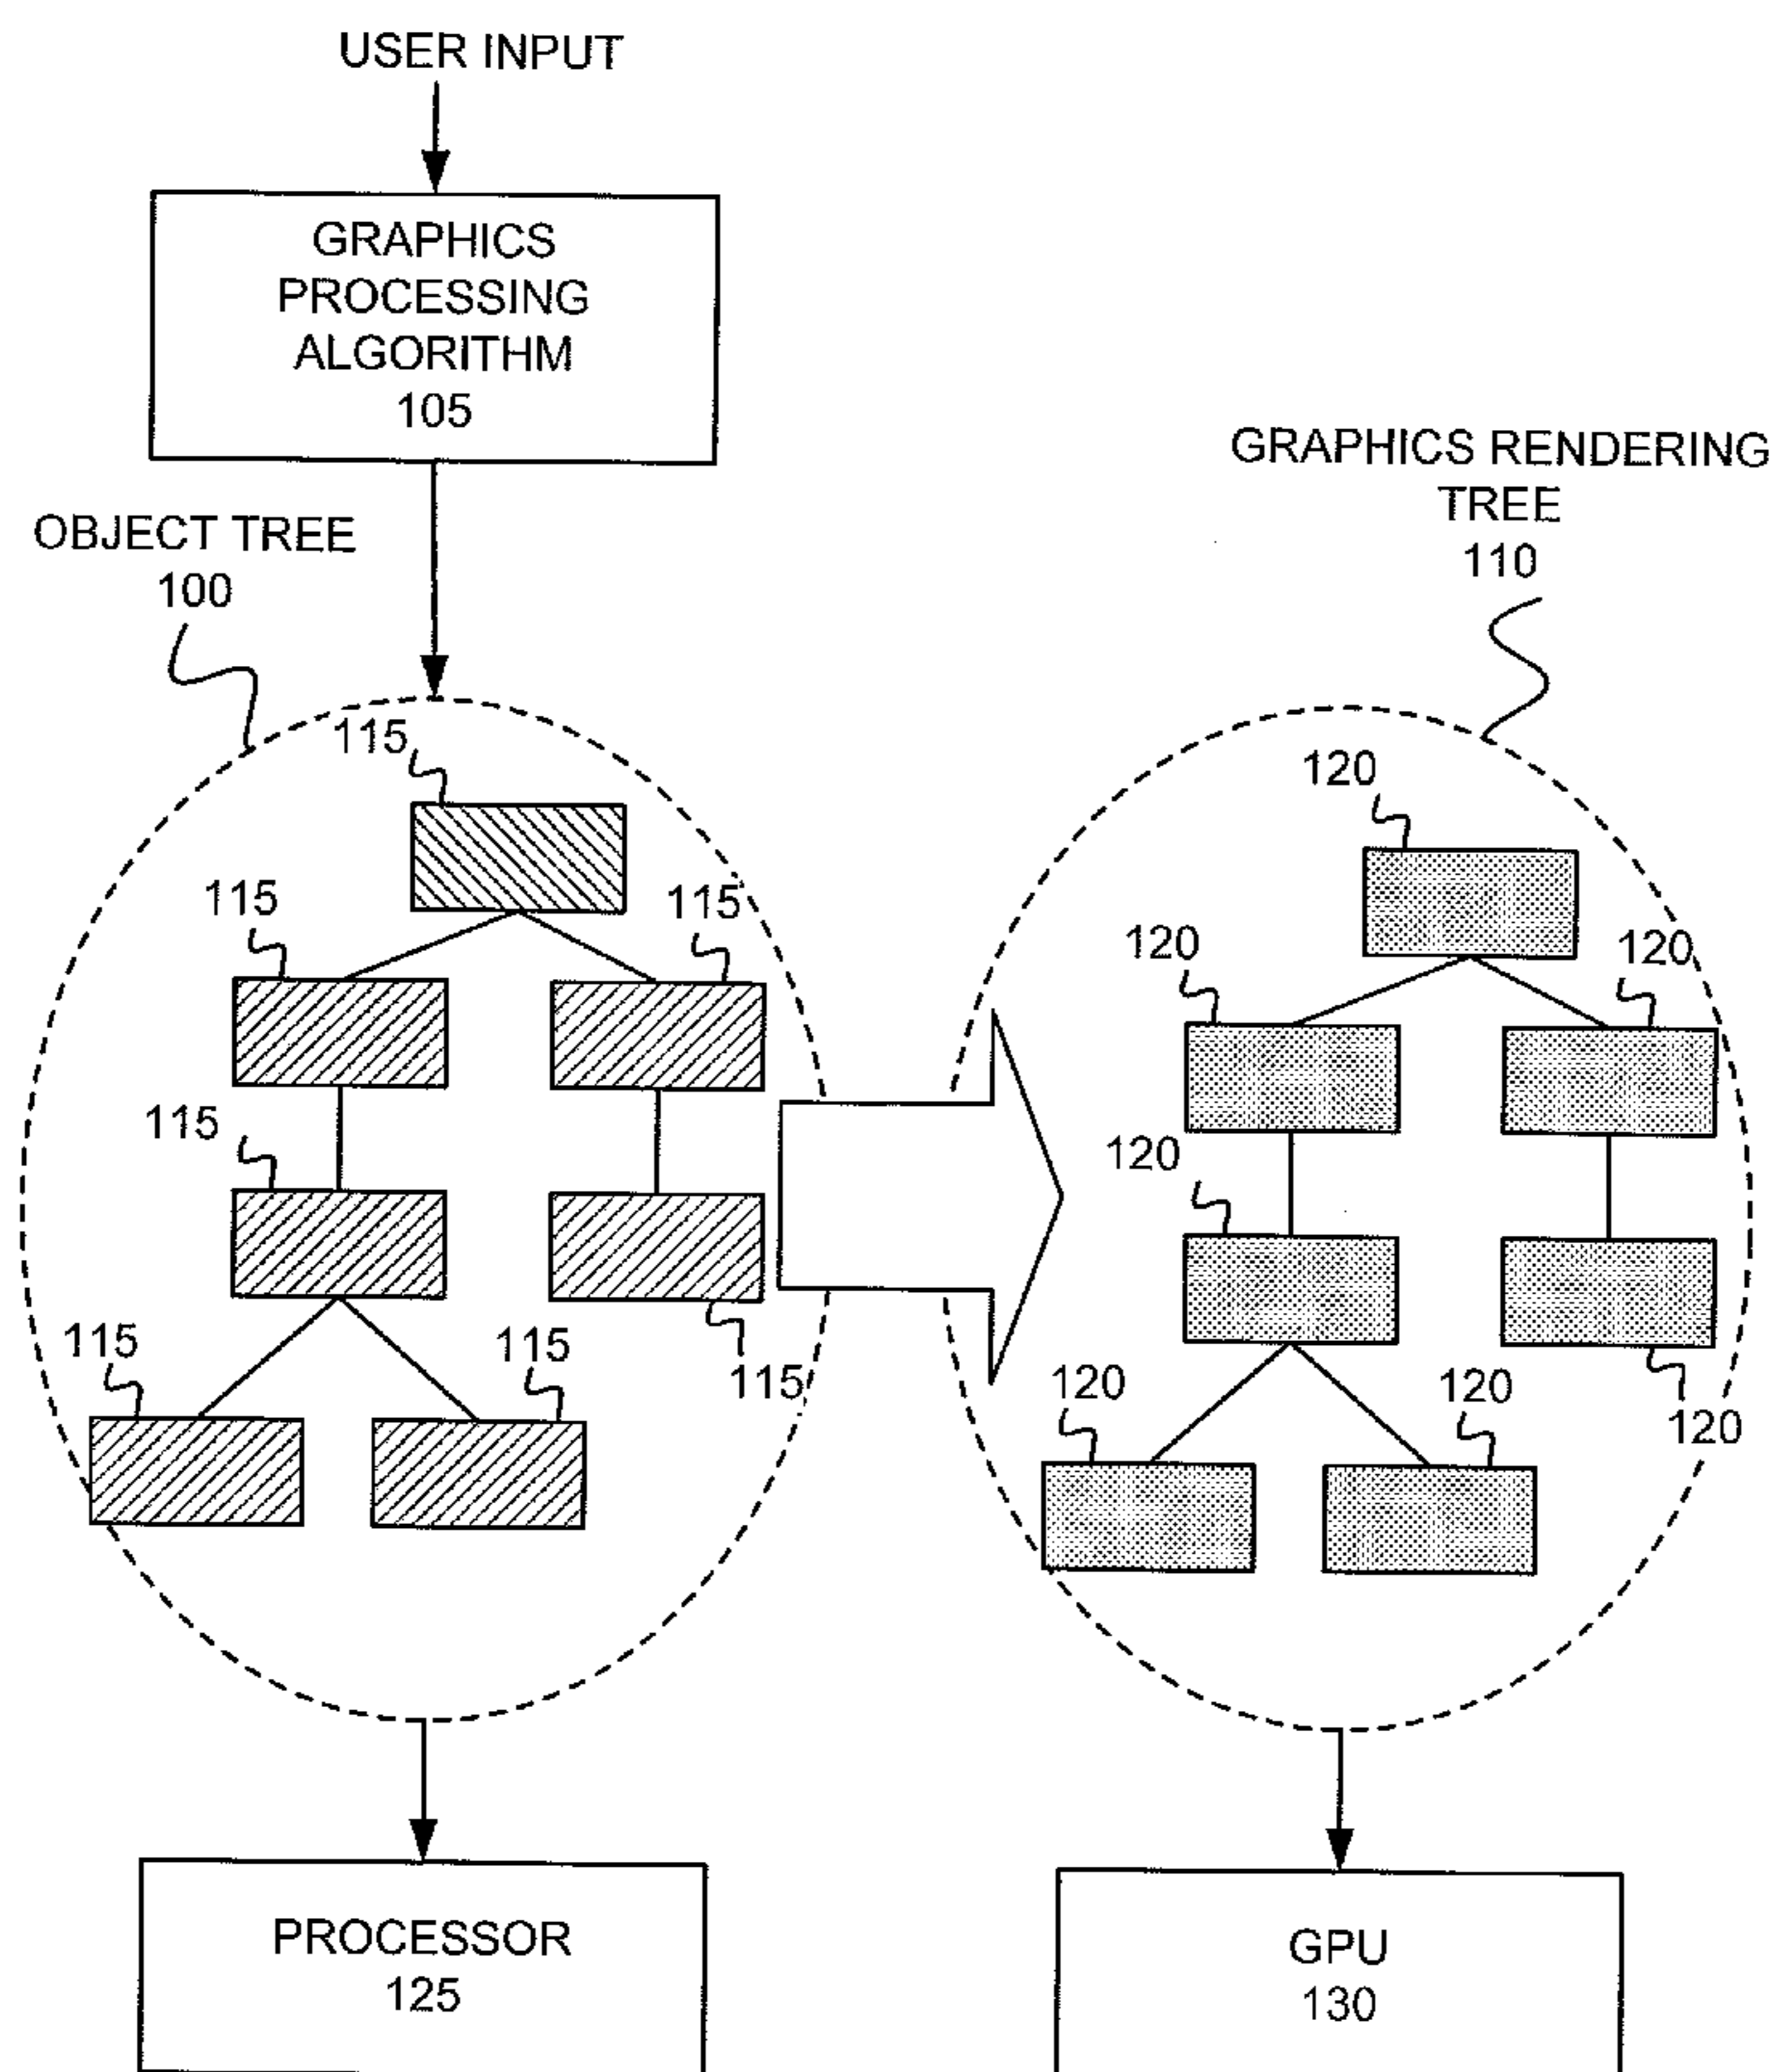 USER INPUT
GRAPHICS
PROCESSING
ALGORITHM
105
GRAPHICS RENDERING
TREE
110
OBJECT TREE
100
115
120
115
115
120
120
115
120
115
115
115
120
120
120
PROCESSOR
125
GPU
130